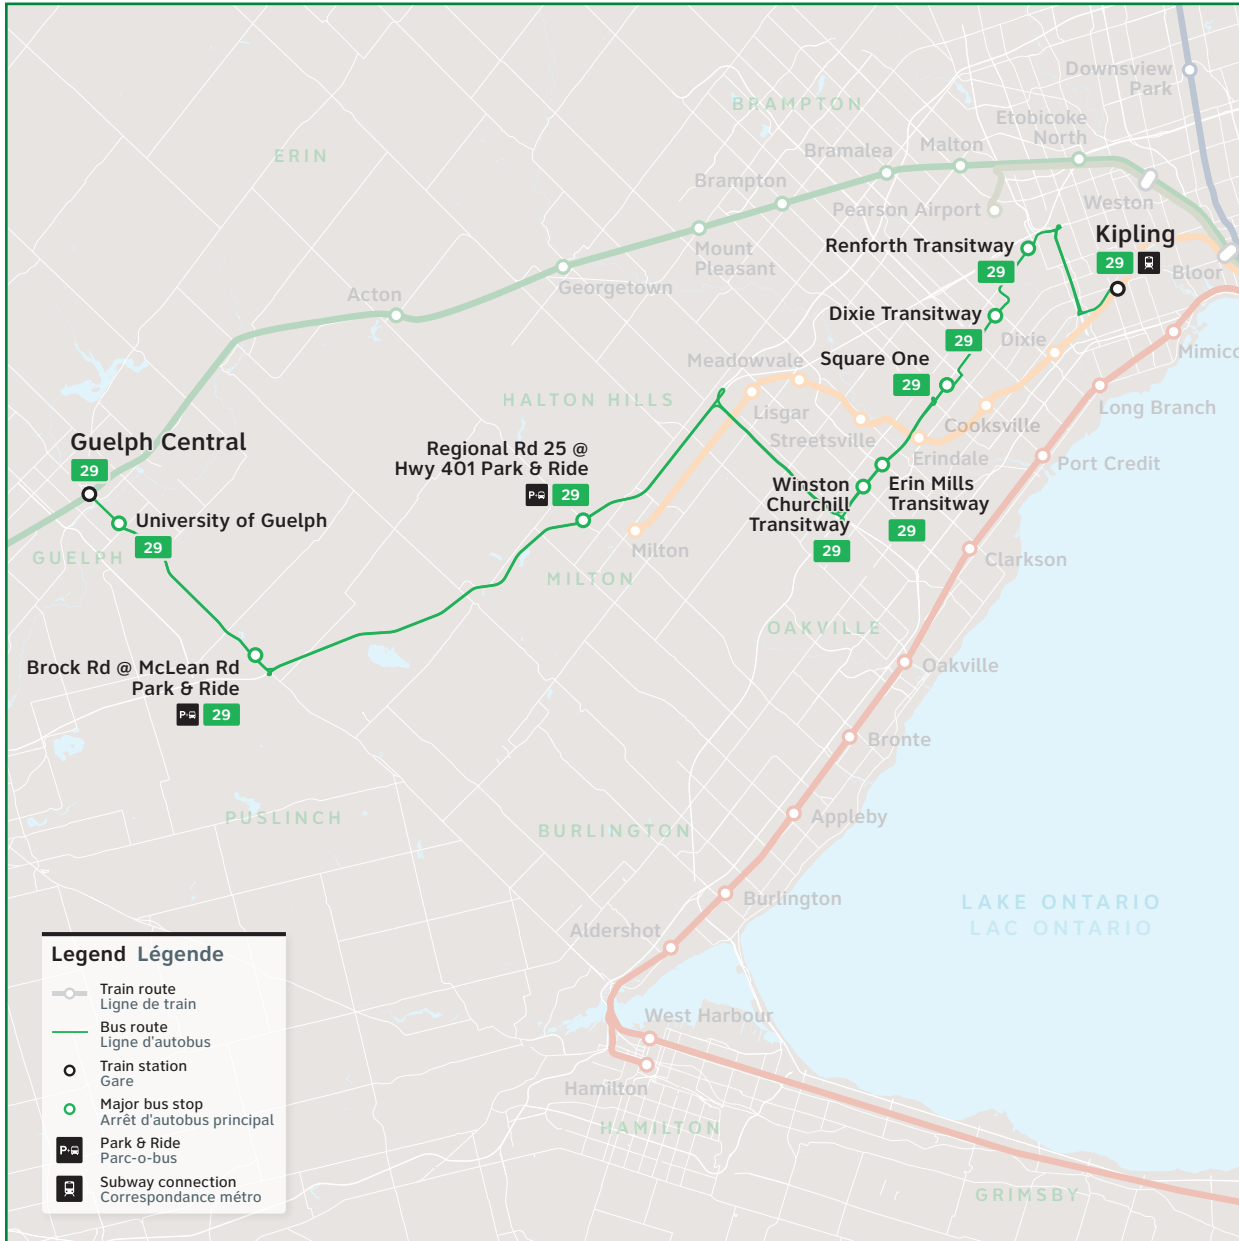 Downsview
Park
BRAMPTON
Etobicoke
North
ERIN
Bramalea
Malton
Brampton
Weston
Pearson Airport
Kipling
29
Renforth Transitway
29
Mount
Pleasant
Bloor
Georgetown
Acton
Dixie Transitway
29
Dixie
Mimico
Square One
29
Meadowvale
HALTON HILLS
Lisgar
Long Branch
Cooksville
Streetsville
Erindale
Guelph Central
29
Regional Rd 25 @
Hwy 401 Park & Ride
P 29
Port Credit
Winston
Churchill
Transitway
29
Erin Mills
Transitway
29
University of Guelph
29
GUELPH
Milton
MILTON
Clarkson
OAKVILLE
Oakville
Brock Rd @ McLean Rd
Park & Ride
P 29
Bronte
PUSLINCH
BURLINGTON
Appleby
Burlington
LAKE ONTARIO
LAC ONTARIO
Aldershot
West Harbour
Hamilton
HAMILTON
GRIMSBY
Legend Légende
Train route
Ligne de train
Bus route
Ligne d'autobus
Train station
Gare
Major bus stop
Arrêt d'autobus principal
P Park & Ride
Parc-o-bus
Subway connection
Correspondance métro